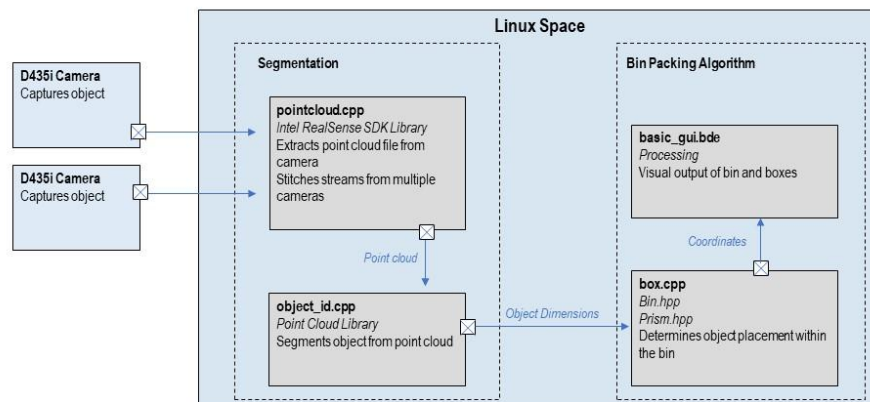 Linux Space
D435i Camera
Captures object
D435i Camera
Captures object
Segmentation
pointcloud.cpp
Intel RealSense SDK Library
Extracts point cloud file from
camera
Stitches streams from multiple
cameras
Point cloud
object_id.cpp
Point Cloud Library
Segments object from point cloud
Object Dimensions
Bin Packing Algorithm
basic_gui.bde
Processing
Visual output of bin and boxes
Coordinates
box.cpp
Bin.hpp
Prism.hpp
Determines object placement within
the bin